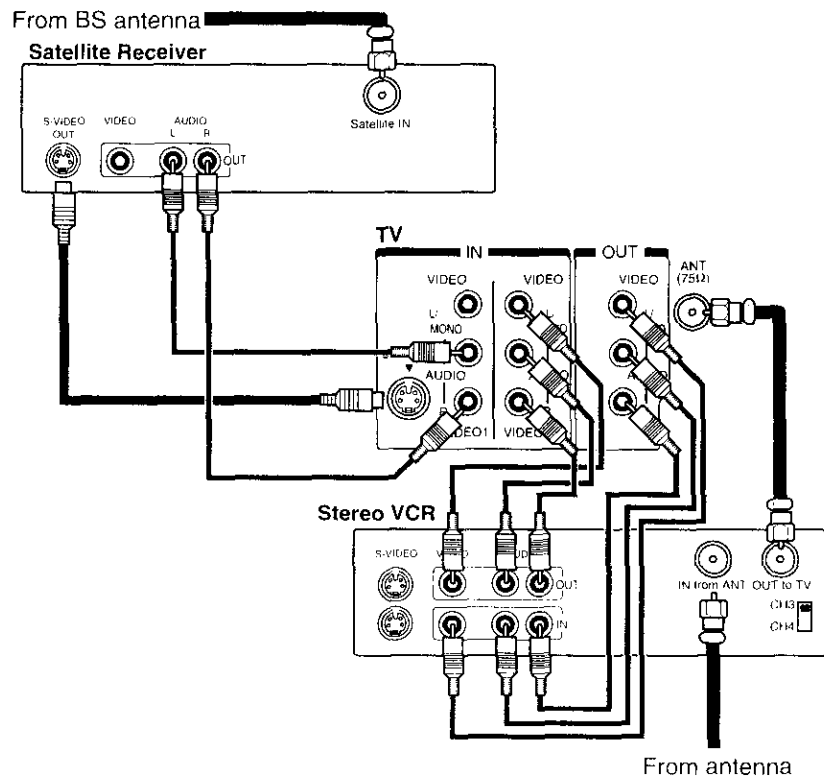 From BS antenna
Satellite Receiver
S-VIDEO
OUT
VIDEO
AUDIO
L R
OUT
Satellite IN
TV
IN
OUT
VIDEO
VIDEO
VIDEO
ANT
(75Ω)
L/
MONO
AUDIO
R
VIDEO1
VIDEO
Stereo VCR
S-VIDEO
OUT
IN
IN from ANT
OUT to TV
CH3
CH4
From antenna